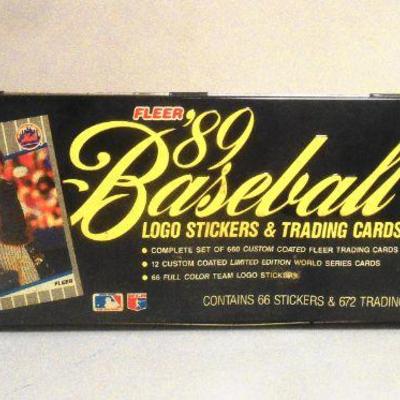 FLEER
'89
Baseball
LOGO STICKERS & TRADING CARDS
• COMPLETE SET OF 660 CUSTOM COATED FLEER TRADING CARDS
• 12 CUSTOM COATED LIMITED EDITION WORLD SERIES CARDS
• 66 FULL COLOR TEAM LOGO STICKERS
CONTAINS 66 STICKERS & 672 TRADING
FLEER